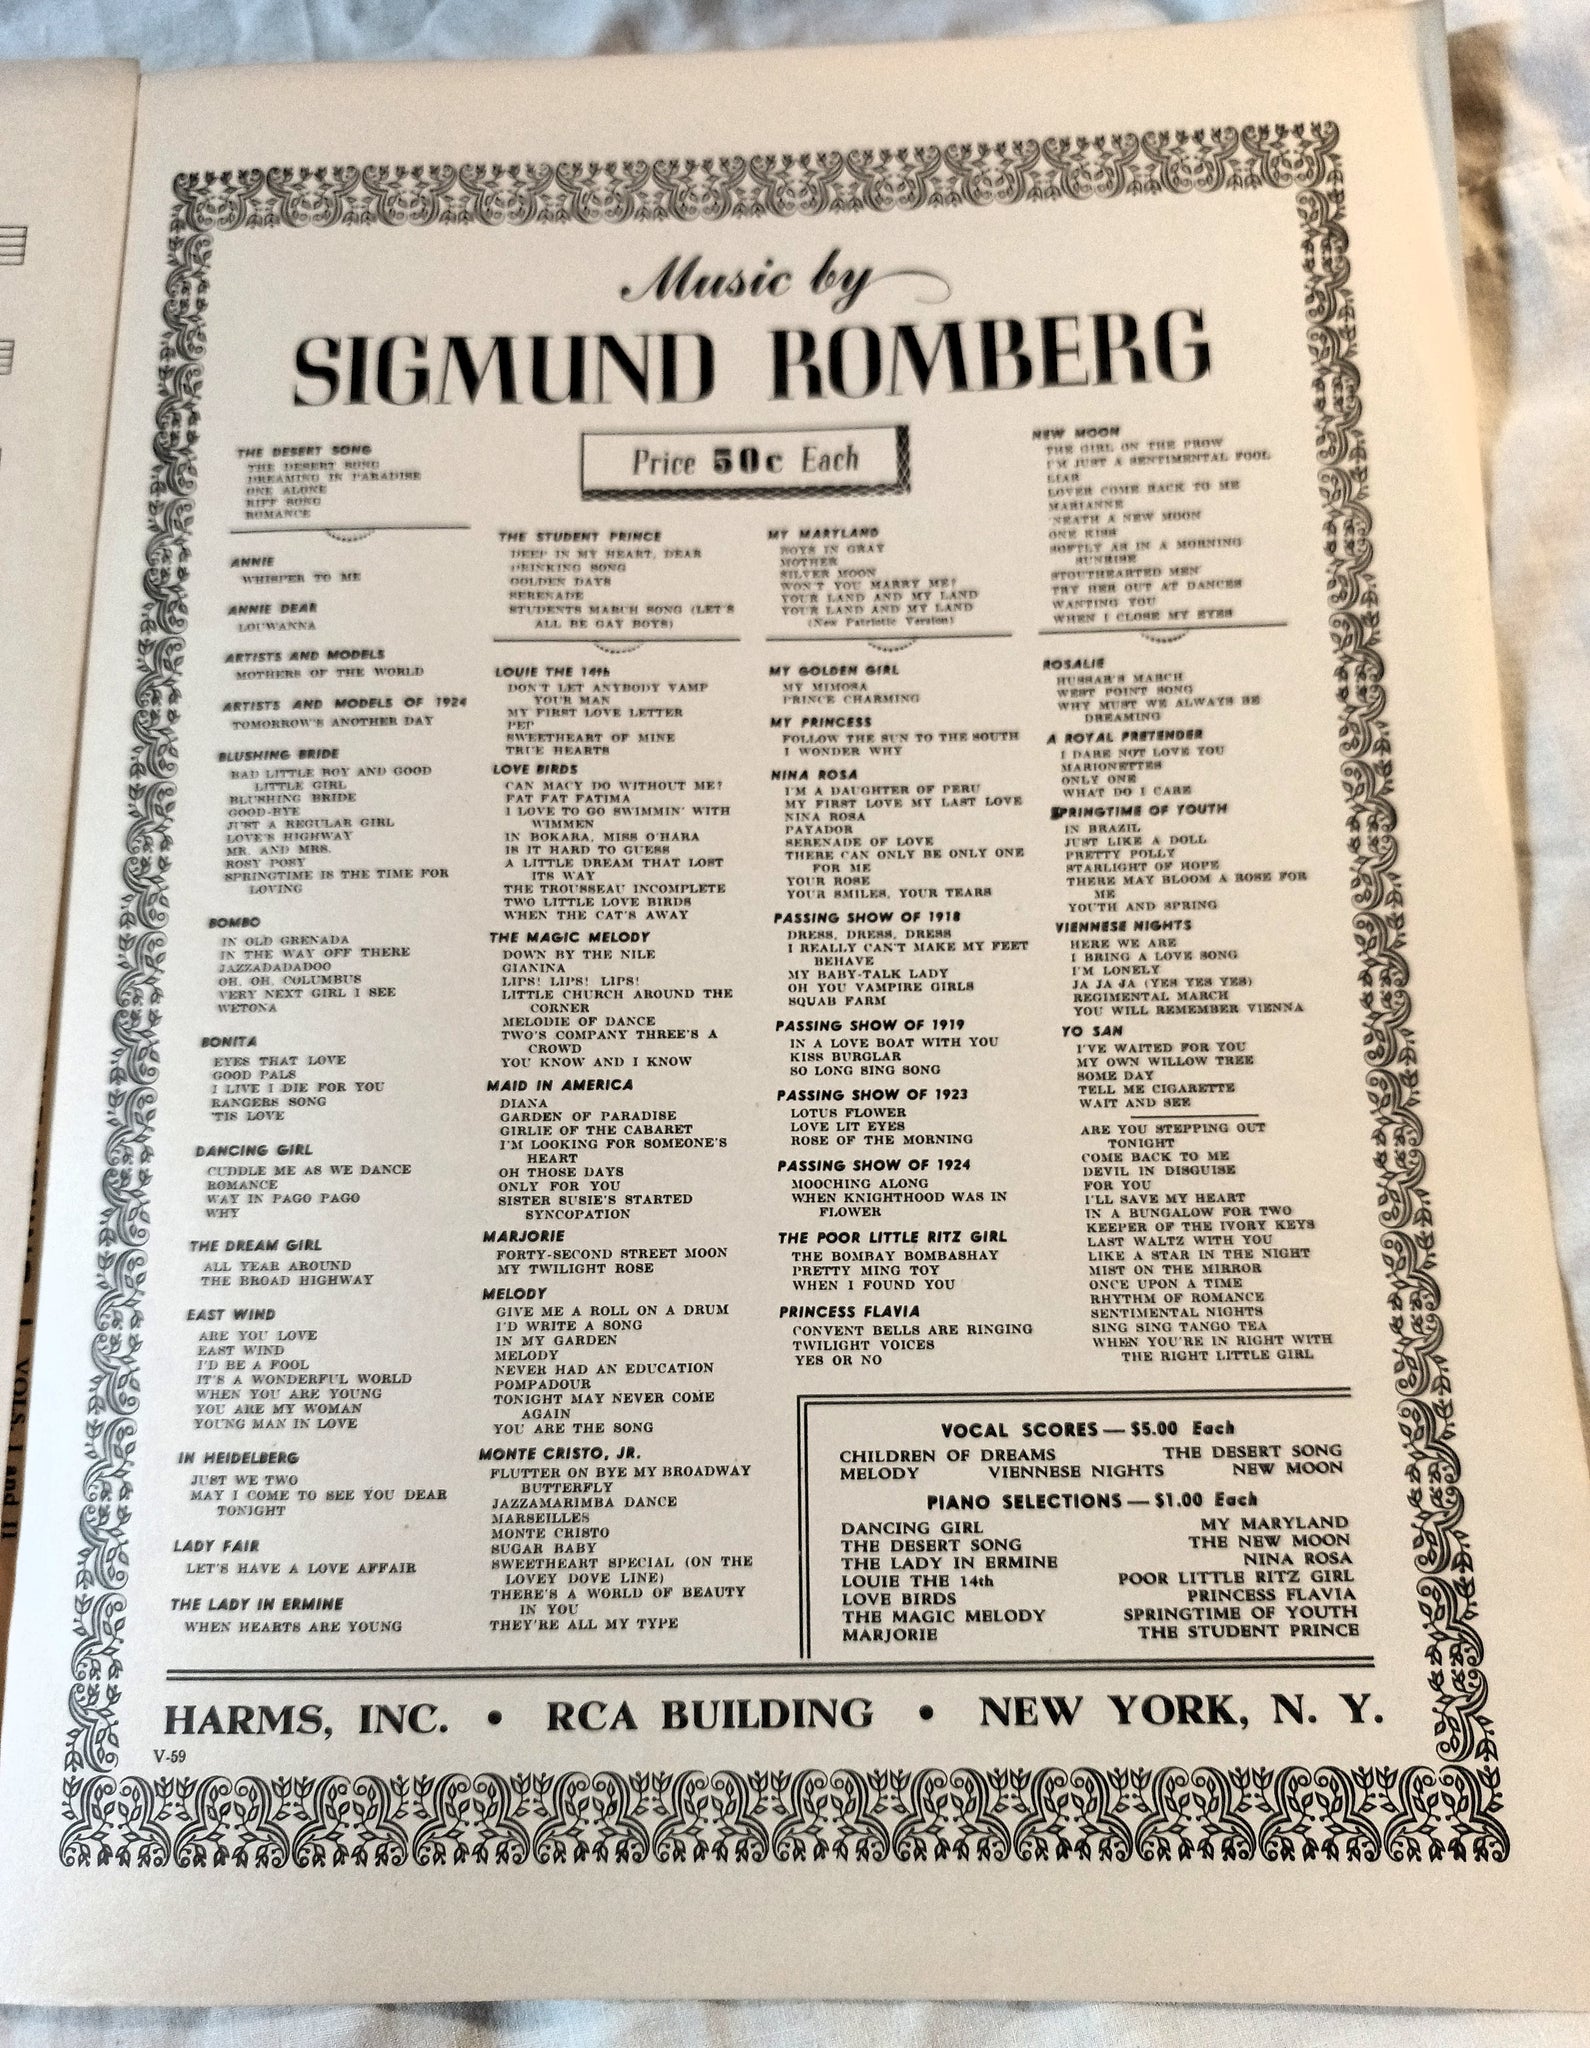 Music by
SIGMUND ROMBERG
Price 50c Each
THE DESERT SONG
THE DESERT SONG
DREAMING IN PARADISE
ONE ALONE
RIFF SONG
ROMANCE
ANNIE
WHISPER TO ME
ANNIE DEAR
LOUWANNA
ARTISTS AND MODELS
MOTHERS OF THE WORLD
ARTISTS AND MODELS OF 1924
TOMORROW'S ANOTHER DAY
BLUSHING BRIDE
BAD LITTLE BOY AND GOOD
LITTLE GIRL
BLUSHING BRIDE
GOOD-BYE
JUST A REGULAR GIRL
LOVE'S HIGHWAY
MR. AND MRS.
ROSY POSY
SPRINGTIME IS THE TIME FOR
LOVING
BOMBO
IN OLD GRENADA
IN THE WAY OFF THERE
JAZZADADADOO
OH, OH, COLUMBUS
VERY NEXT GIRL I SEE
WETONA
BONITA
EYES THAT LOVE
GOOD PALS
I LIVE I DIE FOR YOU
RANGERS SONG
'TIS LOVE
DANCING GIRL
CUDDLE ME AS WE DANCE
ROMANCE
WAY IN PAGO PAGO
WHY
THE DREAM GIRL
ALL YEAR AROUND
THE BROAD HIGHWAY
EAST WIND
ARE YOU LOVE
EAST WIND
I'D BE A FOOL
IT'S A WONDERFUL WORLD
WHEN YOU ARE YOUNG
YOU ARE MY WOMAN
YOUNG MAN IN LOVE
IN HEIDELBERG
JUST WE TWO
MAY I COME TO SEE YOU DEAR
TONIGHT
LADY FAIR
LET'S HAVE A LOVE AFFAIR
THE LADY IN ERMINE
WHEN HEARTS ARE YOUNG
THE STUDENT PRINCE
DEEP IN MY HEART, DEAR
DRINKING SONG
GOLDEN DAYS
SERENADE
STUDENTS MARCH SONG (LET'S
ALL BE GAY BOYS)
LOUIE THE 14th
DON'T LET ANYBODY VAMP
YOUR MAN
MY FIRST LOVE LETTER
PEP
SWEETHEART OF MINE
TRUE HEARTS
LOVE BIRDS
CAN MACY DO WITHOUT ME?
FAT FAT FATIMA
I LOVE TO GO SWIMMIN' WITH
WIMMEN
IN BOKARA, MISS O'HARA
IS IT HARD TO GUESS
A LITTLE DREAM THAT LOST
ITS WAY
THE TROUSSEAU INCOMPLETE
TWO LITTLE LOVE BIRDS
WHEN THE CAT'S AWAY
THE MAGIC MELODY
DOWN BY THE NILE
GIANINA
LIPS! LIPS! LIPS!
LITTLE CHURCH AROUND THE
CORNER
MELODIE OF DANCE
TWO'S COMPANY THREE'S A
CROWD
YOU KNOW AND I KNOW
MAID IN AMERICA
DIANA
GARDEN OF PARADISE
GIRLIE OF THE CABARET
I'M LOOKING FOR SOMEONE'S
HEART
OH THOSE DAYS
ONLY FOR YOU
SISTER SUSIE'S STARTED
SYNCOPATION
MARJORIE
FORTY-SECOND STREET MOON
MY TWILIGHT ROSE
MELODY
GIVE ME A ROLL ON A DRUM
I'D WRITE A SONG
IN MY GARDEN
MELODY
NEVER HAD AN EDUCATION
POMPADOUR
TONIGHT MAY NEVER COME
AGAIN
YOU ARE THE SONG
MONTE CRISTO, JR.
FLUTTER ON BYE MY BROADWAY
BUTTERFLY
JAZZAMARIMBA DANCE
MARSEILLES
MONTE CRISTO
SUGAR BABY
SWEETHEART SPECIAL (ON THE
LOVEY DOVE LINE)
THERE'S A WORLD OF BEAUTY
IN YOU
THEY'RE ALL MY TYPE
MY MARYLAND
BOYS IN GRAY
MOTHER
SILVER MOON
WON'T YOU MARRY ME?
YOUR LAND AND MY LAND
YOUR LAND AND MY LAND
(New Patriotic Version)
MY GOLDEN GIRL
MY MIMOSA
PRINCE CHARMING
MY PRINCESS
FOLLOW THE SUN TO THE SOUTH
I WONDER WHY
NINA ROSA
I'M A DAUGHTER OF PERU
MY FIRST LOVE MY LAST LOVE
NINA ROSA
PAYADOR
SERENADE OF LOVE
THERE CAN ONLY BE ONLY ONE
FOR ME
YOUR ROSE
YOUR SMILES, YOUR TEARS
PASSING SHOW OF 1918
DRESS, DRESS, DRESS
I REALLY CAN'T MAKE MY FEET
BEHAVE
MY BABY-TALK LADY
OH YOU VAMPIRE GIRLS
SQUAB FARM
PASSING SHOW OF 1919
IN A LOVE BOAT WITH YOU
KISS BURGLAR
SO LONG SING SONG
PASSING SHOW OF 1923
LOTUS FLOWER
LOVE LIT EYES
ROSE OF THE MORNING
PASSING SHOW OF 1924
MOOCHING ALONG
WHEN KNIGHTHOOD WAS IN
FLOWER
THE POOR LITTLE RITZ GIRL
THE BOMBAY BOMBASHAY
PRETTY MING TOY
WHEN I FOUND YOU
PRINCESS FLAVIA
CONVENT BELLS ARE RINGING
TWILIGHT VOICES
YES OR NO
NEW MOON
THE GIRL ON THE PROW
I'M JUST A SENTIMENTAL FOOL
LIAR
LOVER COME BACK TO ME
MARIANNE
'NEATH A NEW MOON
ONE KISS
SOFTLY AS IN A MORNING
SUNRISE
STOUTHEARTED MEN
TRY HER OUT AT DANCES
WANTING YOU
WHEN I CLOSE MY EYES
ROSALIE
HUSSAR'S MARCH
WEST POINT SONG
WHY MUST WE ALWAYS BE
DREAMING
A ROYAL PRETENDER
I DARE NOT LOVE YOU
MARIONETTES
ONLY ONE
WHAT DO I CARE
SPRINGTIME OF YOUTH
IN BRAZIL
JUST LIKE A DOLL
PRETTY POLLY
STARLIGHT OF HOPE
THERE MAY BLOOM A ROSE FOR
ME
YOUTH AND SPRING
VIENNESE NIGHTS
HERE WE ARE
I BRING A LOVE SONG
I'M LONELY
JA JA JA (YES YES YES)
REGIMENTAL MARCH
YOU WILL REMEMBER VIENNA
YO SAN
I'VE WAITED FOR YOU
MY OWN WILLOW TREE
SOME DAY
TELL ME CIGARETTE
WAIT AND SEE
ARE YOU STEPPING OUT
TONIGHT
COME BACK TO ME
DEVIL IN DISGUISE
FOR YOU
I'LL SAVE MY HEART
IN A BUNGALOW FOR TWO
KEEPER OF THE IVORY KEYS
LAST WALTZ WITH YOU
LIKE A STAR IN THE NIGHT
MIST ON THE MIRROR
ONCE UPON A TIME
RHYTHM OF ROMANCE
SENTIMENTAL NIGHTS
SING SING TANGO TEA
WHEN YOU'RE IN RIGHT WITH
THE RIGHT LITTLE GIRL
VOCAL SCORES — $5.00 Each
CHILDREN OF DREAMS THE DESERT SONG
MELODY VIENNESE NIGHTS NEW MOON
PIANO SELECTIONS — $1.00 Each
DANCING GIRL MY MARYLAND
THE DESERT SONG THE NEW MOON
THE LADY IN ERMINE NINA ROSA
LOUIE THE 14th POOR LITTLE RITZ GIRL
LOVE BIRDS PRINCESS FLAVIA
THE MAGIC MELODY SPRINGTIME OF YOUTH
MARJORIE THE STUDENT PRINCE
HARMS, INC. • RCA BUILDING • NEW YORK, N. Y.
V-59
VOLS I and II